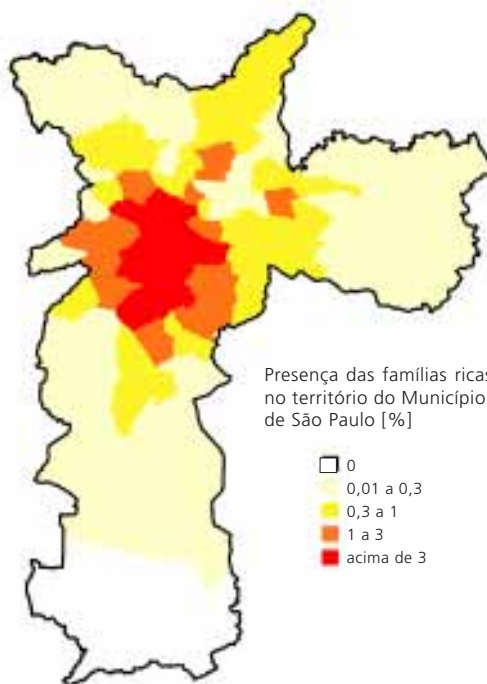 Presença das famílias ricas
no território do Município
de São Paulo [%]
0
0,01 a 0,3
0,3 a 1
1 a 3
acima de 3